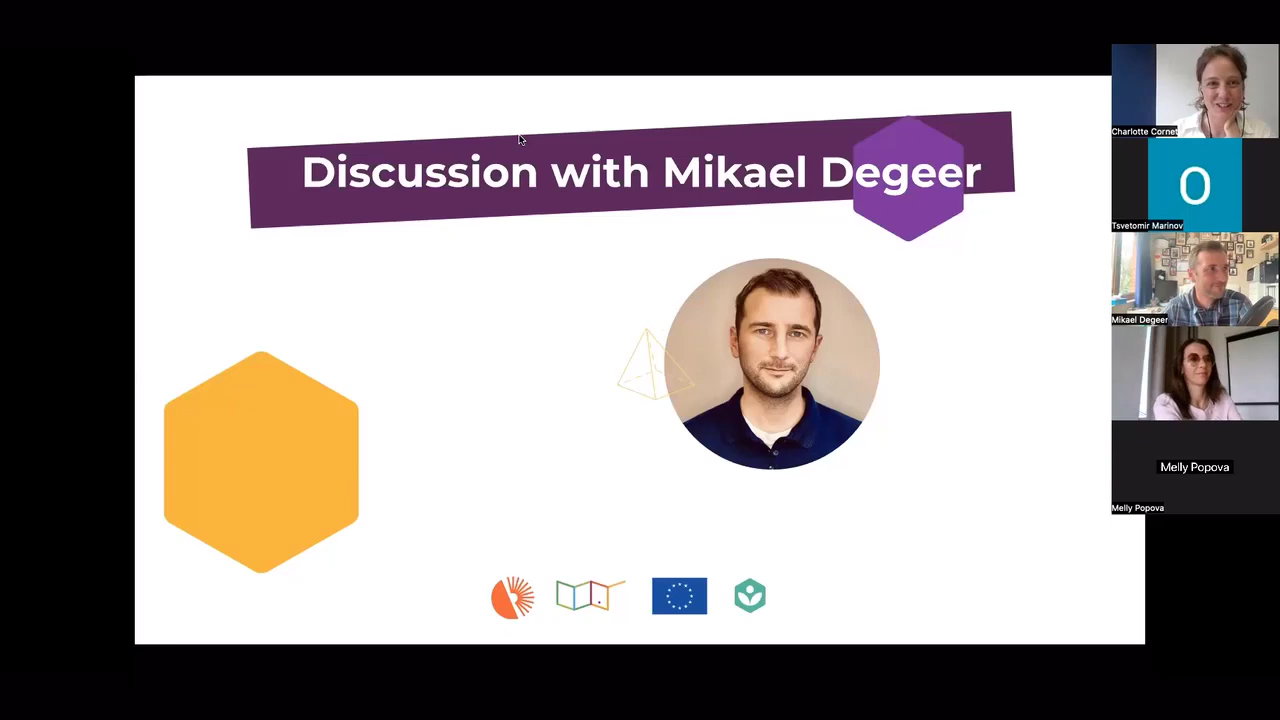 Discussion with Mikael Degeer
Charlotte Cornet
O
Tsvetomir Marinov
Mikael Degeer
Melly Popova
Melly Popova